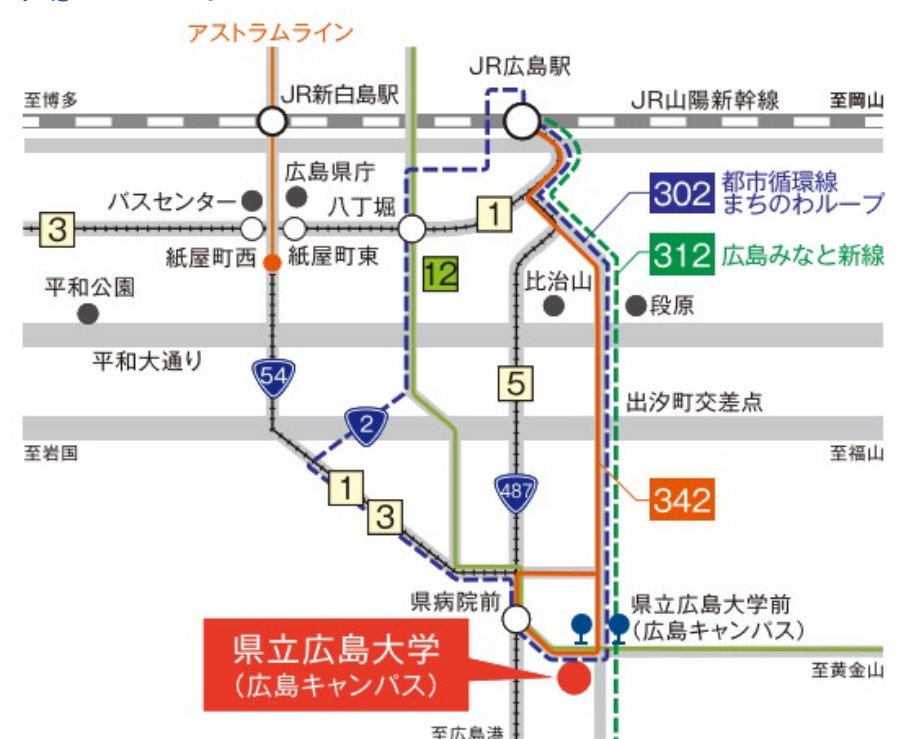 アストラムライン
JR広島駅
至博多
JR新白島駅
JR山陽新幹線
至岡山
広島県庁
バスセンター
八丁堀
1
302
都市循環線
まちのわループ
3
紙屋町西
紙屋町東
12
312
広島みなと新線
平和公園
比治山
段原
平和大通り
54
5
出汐町交差点
2
至岩国
至福山
1
487
342
3
県病院前
県立広島大学前
(広島キャンパス)
県立広島大学
(広島キャンパス)
至黄金山
至広島港